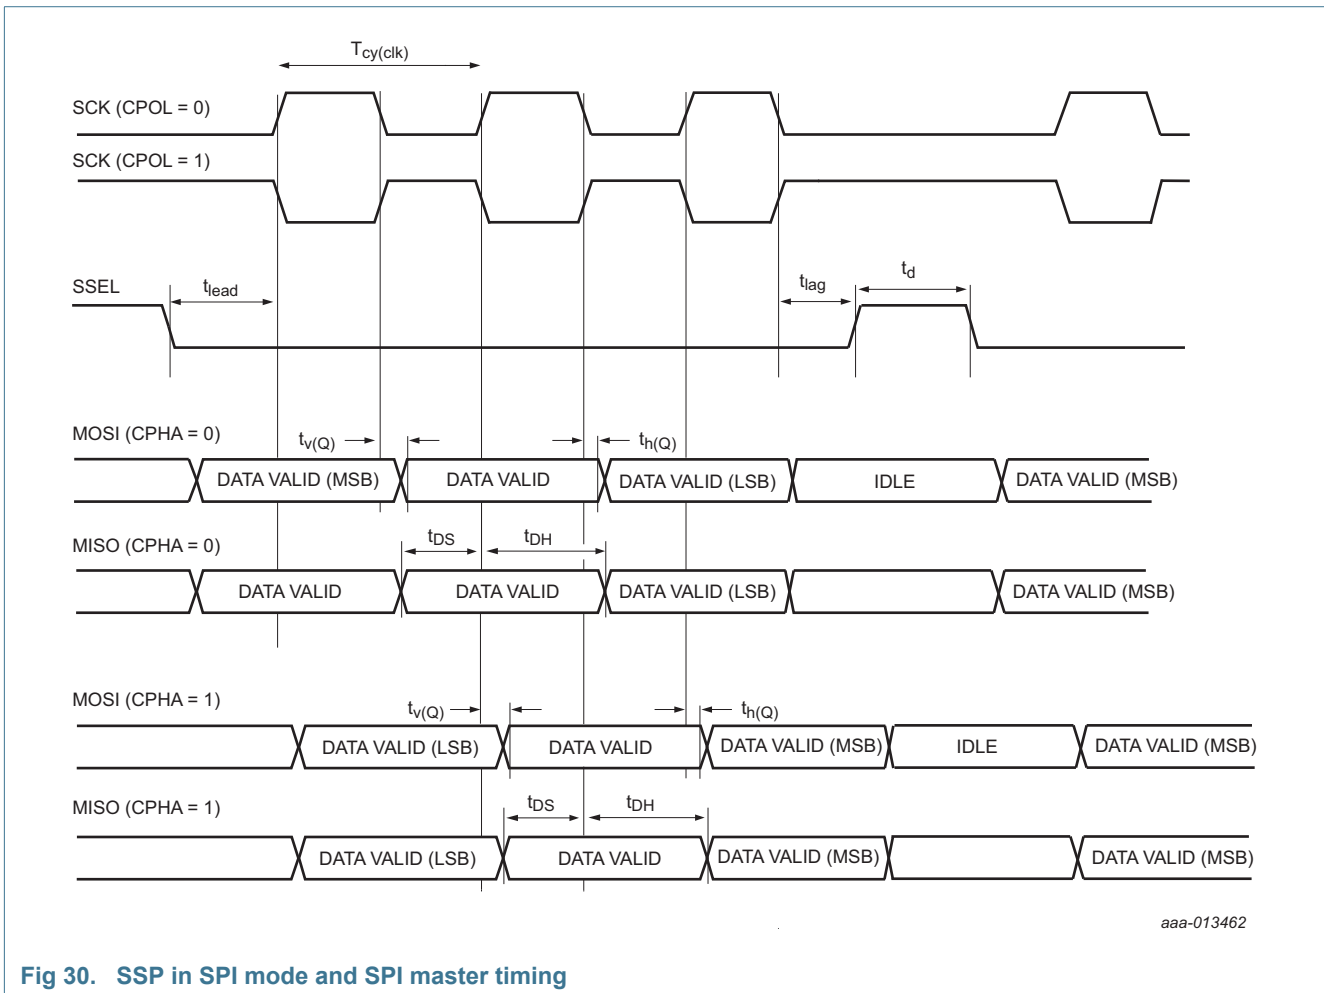 Tcy(clk)
SCK (CPOL = 0)
SCK (CPOL = 1)
SSEL
tlead
tlag
td
MOSI (CPHA = 0)
tv(Q)
th(Q)
DATA VALID (MSB) DATA VALID DATA VALID (LSB) IDLE DATA VALID (MSB)
MISO (CPHA = 0)
tDS
tDH
DATA VALID DATA VALID DATA VALID (LSB) DATA VALID (MSB)
MOSI (CPHA = 1)
tv(Q)
th(Q)
DATA VALID (LSB) DATA VALID DATA VALID (MSB) IDLE DATA VALID (MSB)
MISO (CPHA = 1)
tDS
tDH
DATA VALID (LSB) DATA VALID DATA VALID (MSB) DATA VALID (MSB)
aaa-013462
Fig 30. SSP in SPI mode and SPI master timing